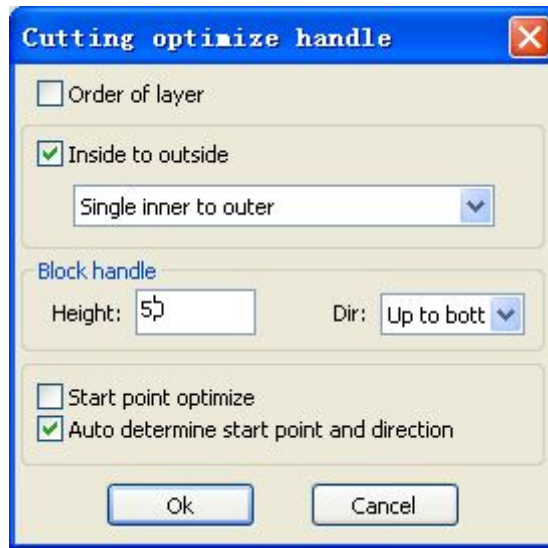 Cutting optimize handle
Order of layer
Inside to outside
Single inner to outer
Block handle
Height: Dir: Up to bott
Start point optimize
Auto determine start point and direction
Ok Cancel